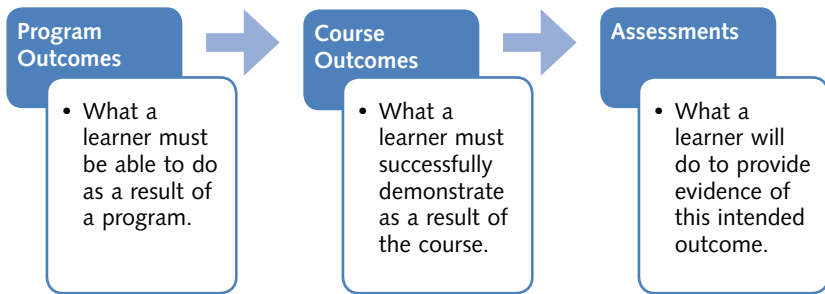 Program
Outcomes
• What a
learner must
be able to do
as a result of
a program.
Course
Outcomes
• What a
learner must
successfully
demonstrate
as a result of
the course.
Assessments
• What a
learner will
do to provide
evidence of
this intended
outcome.